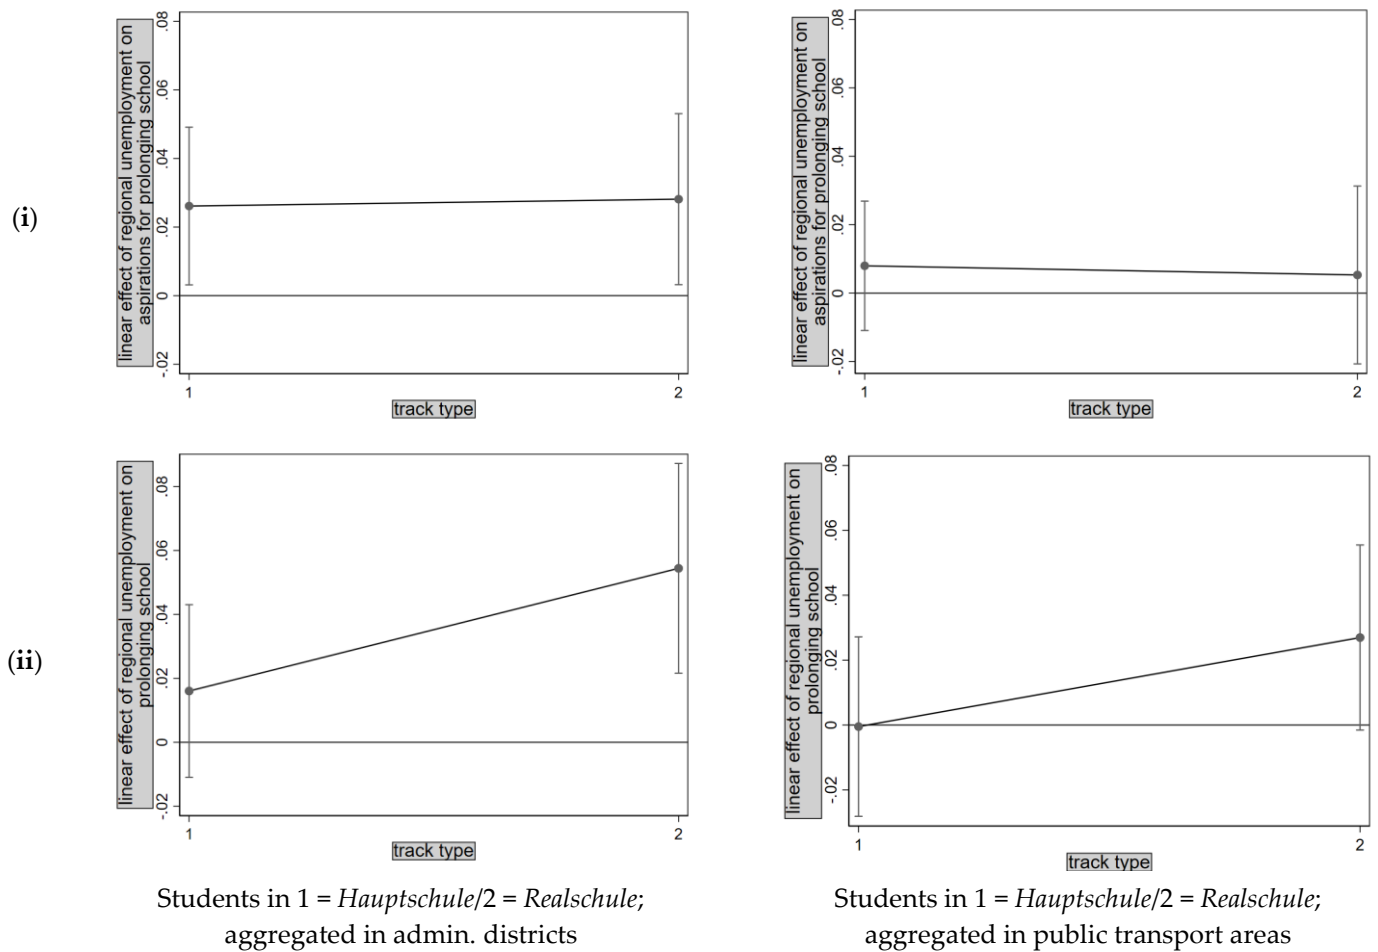 (i)
linear effect of regional unemployment on
aspirations for prolonging school
-.02
0
.02
.04
.06
.08
1
2
track type
linear effect of regional unemployment on
aspirations for prolonging school
-.02
0
.02
.04
.06
.08
1
2
track type
(ii)
linear effect of regional unemployment on
prolonging school
-.02
0
.02
.04
.06
.08
1
2
track type
linear effect of regional unemployment on
prolonging school
-.02
0
.02
.04
.06
.08
1
2
track type
Students in 1 = Hauptschule/2 = Realschule;
aggregated in admin. districts
Students in 1 = Hauptschule/2 = Realschule;
aggregated in public transport areas